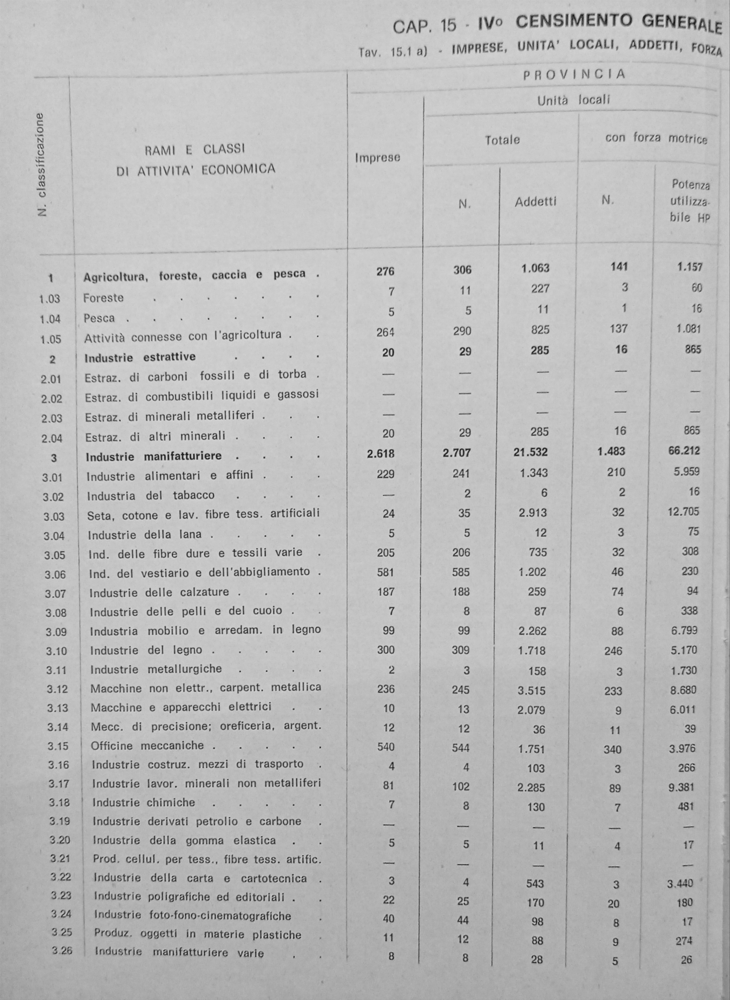 CAP. 15 - IVº CENSIMENTO GENERALE
Tav. 15.1 a) - IMPRESE, UNITA' LOCALI, ADDETTI, FORZA
N. classificazione
RAMI E CLASSI
DI ATTIVITA' ECONOMICA
PROVINCIA
Imprese
Unità locali
Totale
con forza motrice
N.
Addetti
N.
Potenza
utilizza-
bile HP
1 Agricoltura, foreste, caccia e pesca . 276 306 1.063 141 1.157
1.03 Foreste . . . . . . . 7 11 227 3 60
1.04 Pesca . . . . . . . . 5 5 11 1 16
1.05 Attività connesse con l'agricoltura . . 264 290 825 137 1.081
2 Industrie estrattive . . . . 20 29 285 16 865
2.01 Estraz. di carboni fossili e di torba . — — — — —
2.02 Estraz. di combustibili liquidi e gassosi — — — — —
2.03 Estraz. di minerali metalliferi . . . — — — — —
2.04 Estraz. di altri minerali . . . . 20 29 285 16 865
3 Industrie manifatturiere . . . . 2.618 2.707 21.532 1.483 66.212
3.01 Industrie alimentari e affini . . . 229 241 1.343 210 5.959
3.02 Industria del tabacco . . . . — 2 6 2 16
3.03 Seta, cotone e lav. fibre tess. artificiali 24 35 2.913 32 12.705
3.04 Industrie della lana . . . . . 5 5 12 3 75
3.05 Ind. delle fibre dure e tessili varie . 205 206 735 32 308
3.06 Ind. del vestiario e dell'abbigliamento . 581 585 1.202 46 230
3.07 Industrie delle calzature . . . . 187 188 259 74 94
3.08 Industrie delle pelli e del cuoio . . 7 8 87 6 338
3.09 Industria mobilio e arredam. in legno 99 99 2.262 88 6.799
3.10 Industrie del legno . . . . . 300 309 1.718 246 5.170
3.11 Industrie metallurgiche . . . . 2 3 158 3 1.730
3.12 Macchine non elettr., carpent. metallica 236 245 3.515 233 8.680
3.13 Macchine e apparecchi elettrici . . 10 13 2.079 9 6.011
3.14 Mecc. di precisione; oreficeria, argent. 12 12 36 11 39
3.15 Officine meccaniche . . . . . 540 544 1.751 340 3.976
3.16 Industrie costruz. mezzi di trasporto . 4 4 103 3 266
3.17 Industrie lavor. minerali non metalliferi 81 102 2.285 89 9.381
3.18 Industrie chimiche . . . . . 7 8 130 7 481
3.19 Industrie derivati petrolio e carbone . — — — — —
3.20 Industrie della gomma elastica . . 5 5 11 4 17
3.21 Prod. cellul. per tess., fibre tess. artific. — — — — —
3.22 Industrie della carta e cartotecnica . 3 4 543 3 3.440
3.23 Industrie poligrafiche ed editoriali . . 22 25 170 20 180
3.24 Industrie foto-fono-cinematografiche . 40 44 98 8 17
3.25 Produz. oggetti in materie plastiche . 11 12 88 9 274
3.26 Industrie manifatturiere varie . . 8 8 28 5 26